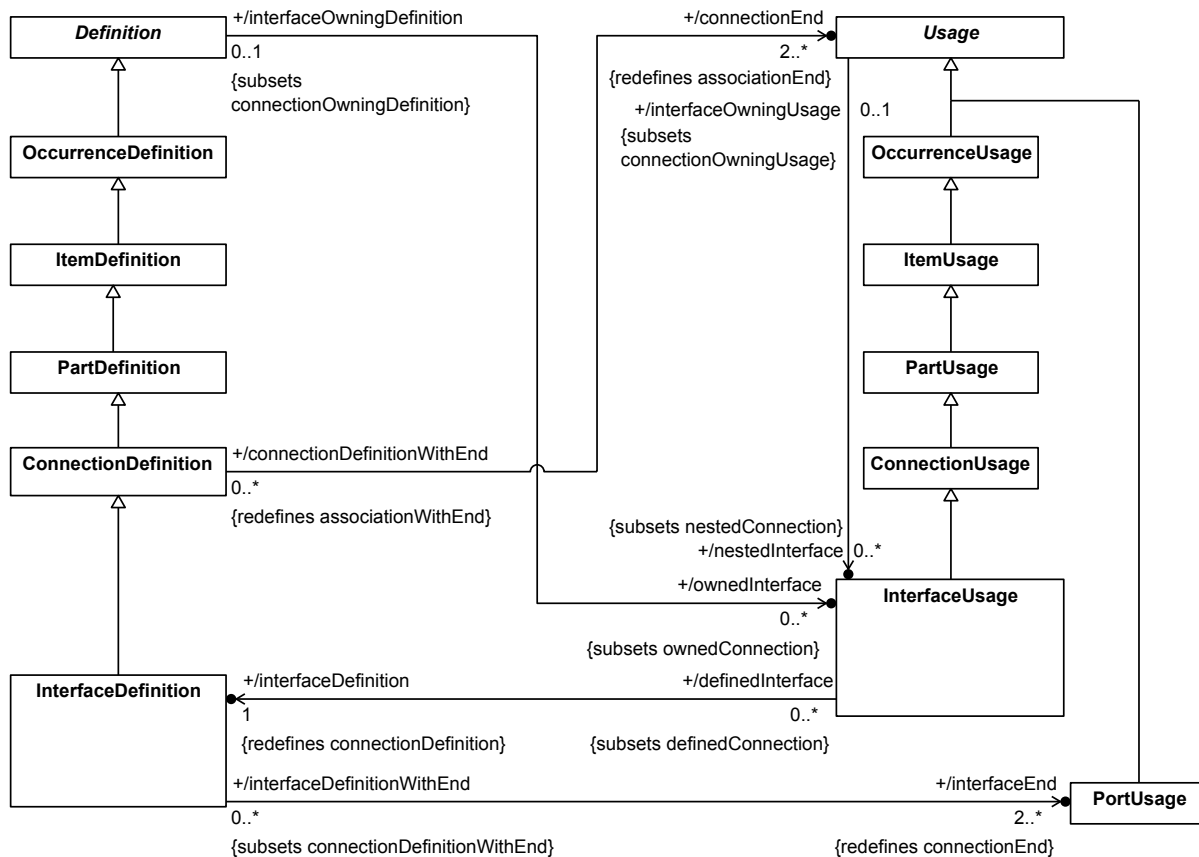 Definition
+/interfaceOwningDefinition
0..1
{subsets
connectionOwningDefinition}
+/connectionEnd
2..*
{redefines associationEnd}
Usage
+/interfaceOwningUsage
0..1
{subsets
connectionOwningUsage}
OccurrenceDefinition
OccurrenceUsage
ItemDefinition
ItemUsage
PartDefinition
PartUsage
ConnectionDefinition
+/connectionDefinitionWithEnd
0..*
{redefines associationWithEnd}
ConnectionUsage
{subsets nestedConnection}
+/nestedInterface
0..*
+/ownedInterface
0..*
{subsets ownedConnection}
InterfaceUsage
InterfaceDefinition
+/interfaceDefinition
1
{redefines connectionDefinition}
+/definedInterface
0..*
{subsets definedConnection}
+/interfaceDefinitionWithEnd
0..*
{subsets connectionDefinitionWithEnd}
+/interfaceEnd
2..*
{redefines connectionEnd}
PortUsage